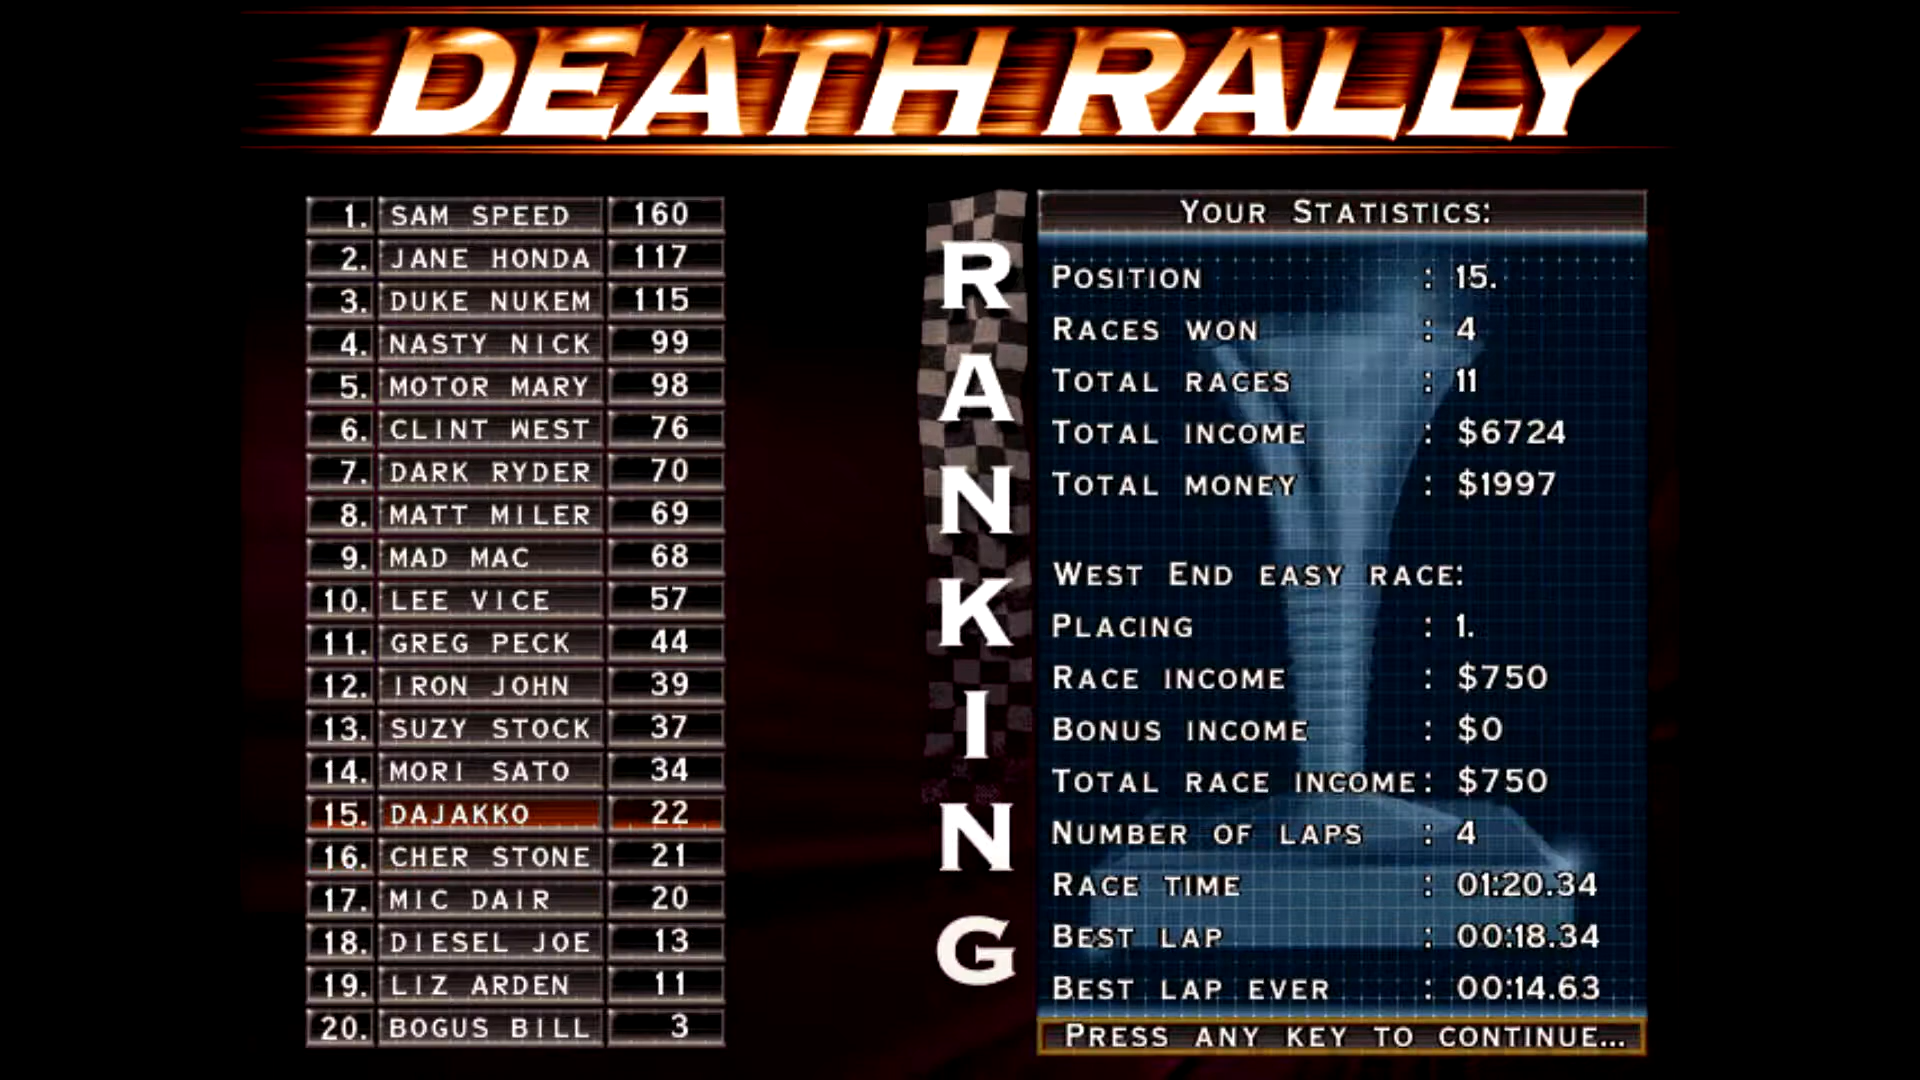 DEATH RALLY
1. SAM SPEED 160
2. JANE HONDA 117
3. DUKE NUKEM 115
4. NASTY NICK 99
5. MOTOR MARY 98
6. CLINT WEST 76
7. DARK RYDER 70
8. MATT MILER 69
9. MAD MAC 68
10. LEE VICE 57
11. GREG PECK 44
12. IRON JOHN 39
13. SUZY STOCK 37
14. MORI SATO 34
15. DAJAKKO 22
16. CHER STONE 21
17. MIC DAIR 20
18. DIESEL JOE 13
19. LIZ ARDEN 11
20. BOGUS BILL 3
RANKING
YOUR STATISTICS:
POSITION : 15.
RACES WON : 4
TOTAL RACES : 11
TOTAL INCOME : $6724
TOTAL MONEY : $1997
WEST END EASY RACE:
PLACING : 1.
RACE INCOME : $750
BONUS INCOME : $0
TOTAL RACE INCOME: $750
NUMBER OF LAPS : 4
RACE TIME : 01:20.34
BEST LAP : 00:18.34
BEST LAP EVER : 00:14.63
PRESS ANY KEY TO CONTINUE...